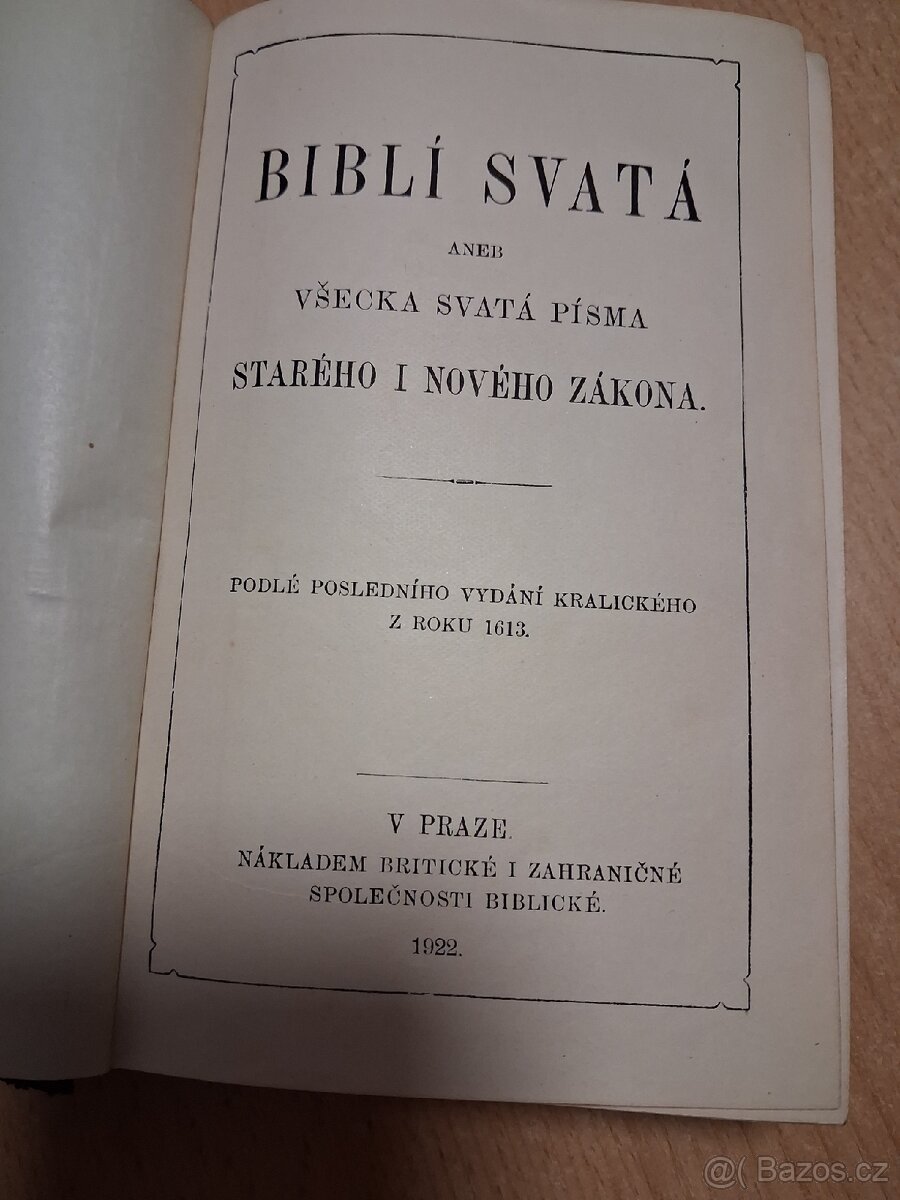 BIBLÍ SVATÁ
ANEB
VŠECKA SVATÁ PÍSMA
STARÉHO I NOVÉHO ZÁKONA.
PODLÉ POSLEDNÍHO VYDÁNÍ KRALICKÉHO
Z ROKU 1613.
V PRAZE.
NÁKLADEM BRITICKÉ I ZAHRANIČNÉ
SPOLEČNOSTI BIBLICKÉ.
1922.
@( Bazos.cz